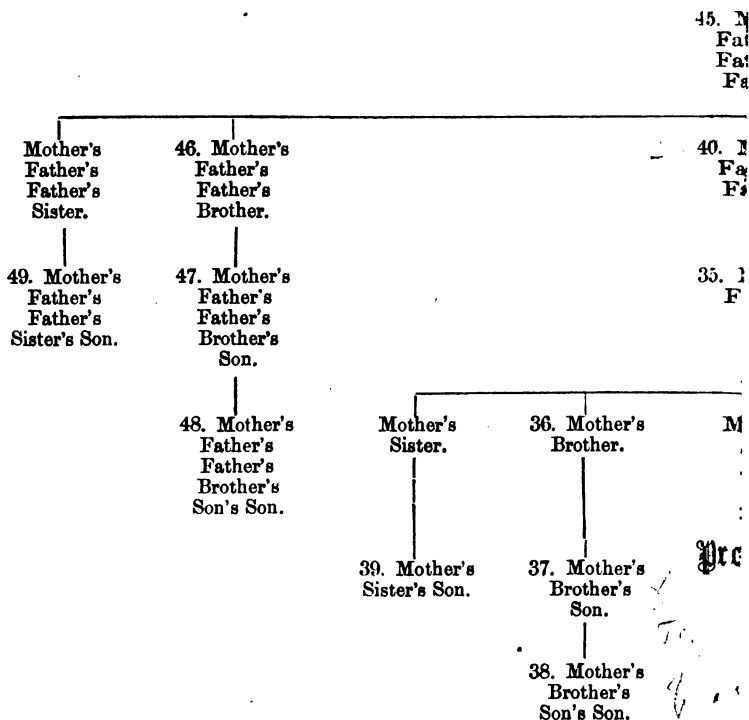 45.
Mother's
Father's
Father's
Sister.
46. Mother's
Father's
Father's
Brother.
40.
49. Mother's
Father's
Father's
Sister's Son.
47. Mother's
Father's
Father's
Brother's
Son.
35.
F
48. Mother's
Father's
Father's
Brother's
Son's Son.
Mother's
Sister.
36. Mother's
Brother.
M
39. Mother's
Sister's Son.
37. Mother's
Brother's
Son.
38. Mother's
Brother's
Son's Son.